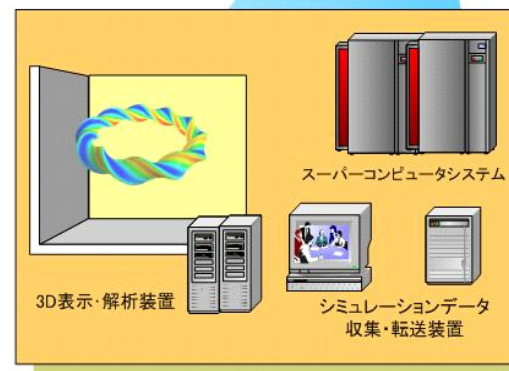 スーパーコンピュータシステム
3D表示・解析装置
シミュレーションデータ
収集・転送装置